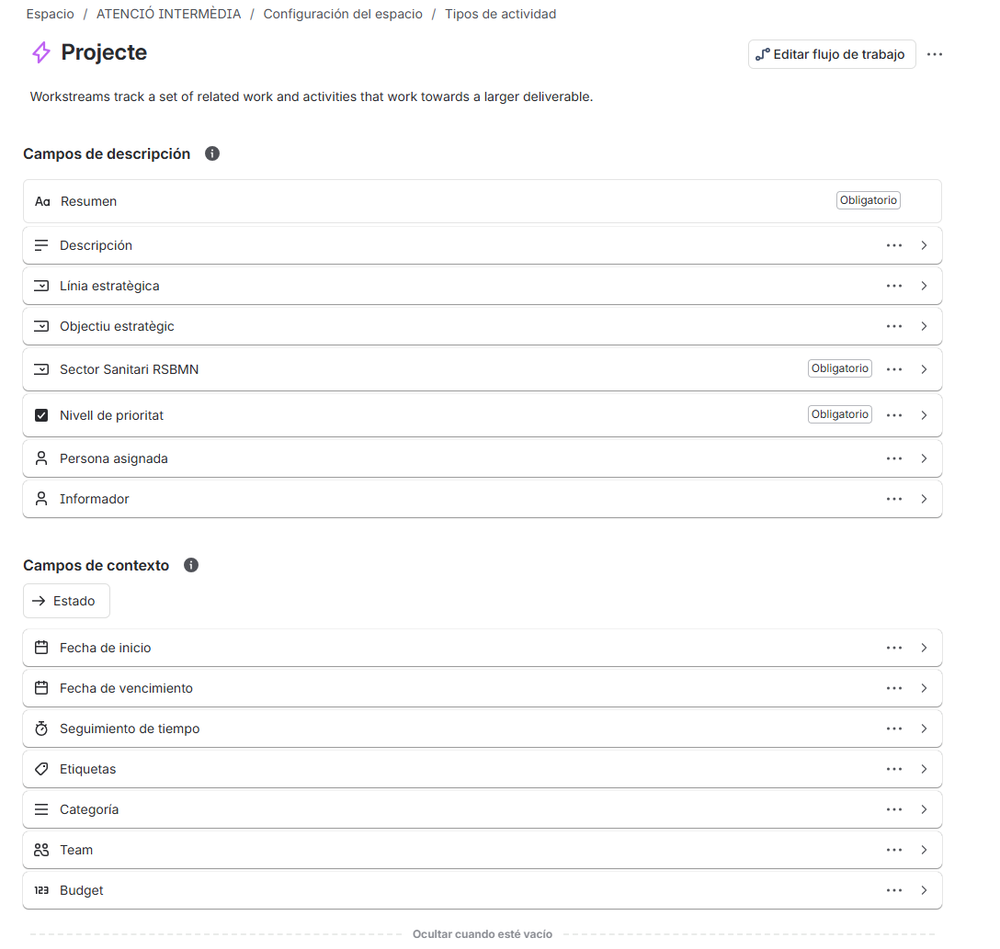 Espacio / ATENCIÓ INTERMÈDIA / Configuración del espacio / Tipos de actividad
Projecte
Editar flujo de trabajo
Workstreams track a set of related work and activities that work towards a larger deliverable.
Campos de descripción
Aa Resumen Obligatorio
Descripción
Línia estratègica
Objectiu estratègic
Sector Sanitari RSBMN Obligatorio
Nivell de prioritat Obligatorio
Persona asignada
Informador
Campos de contexto
Estado
Fecha de inicio
Fecha de vencimiento
Seguimiento de tiempo
Etiquetas
Categoría
Team
123 Budget
Ocultar cuando esté vacío